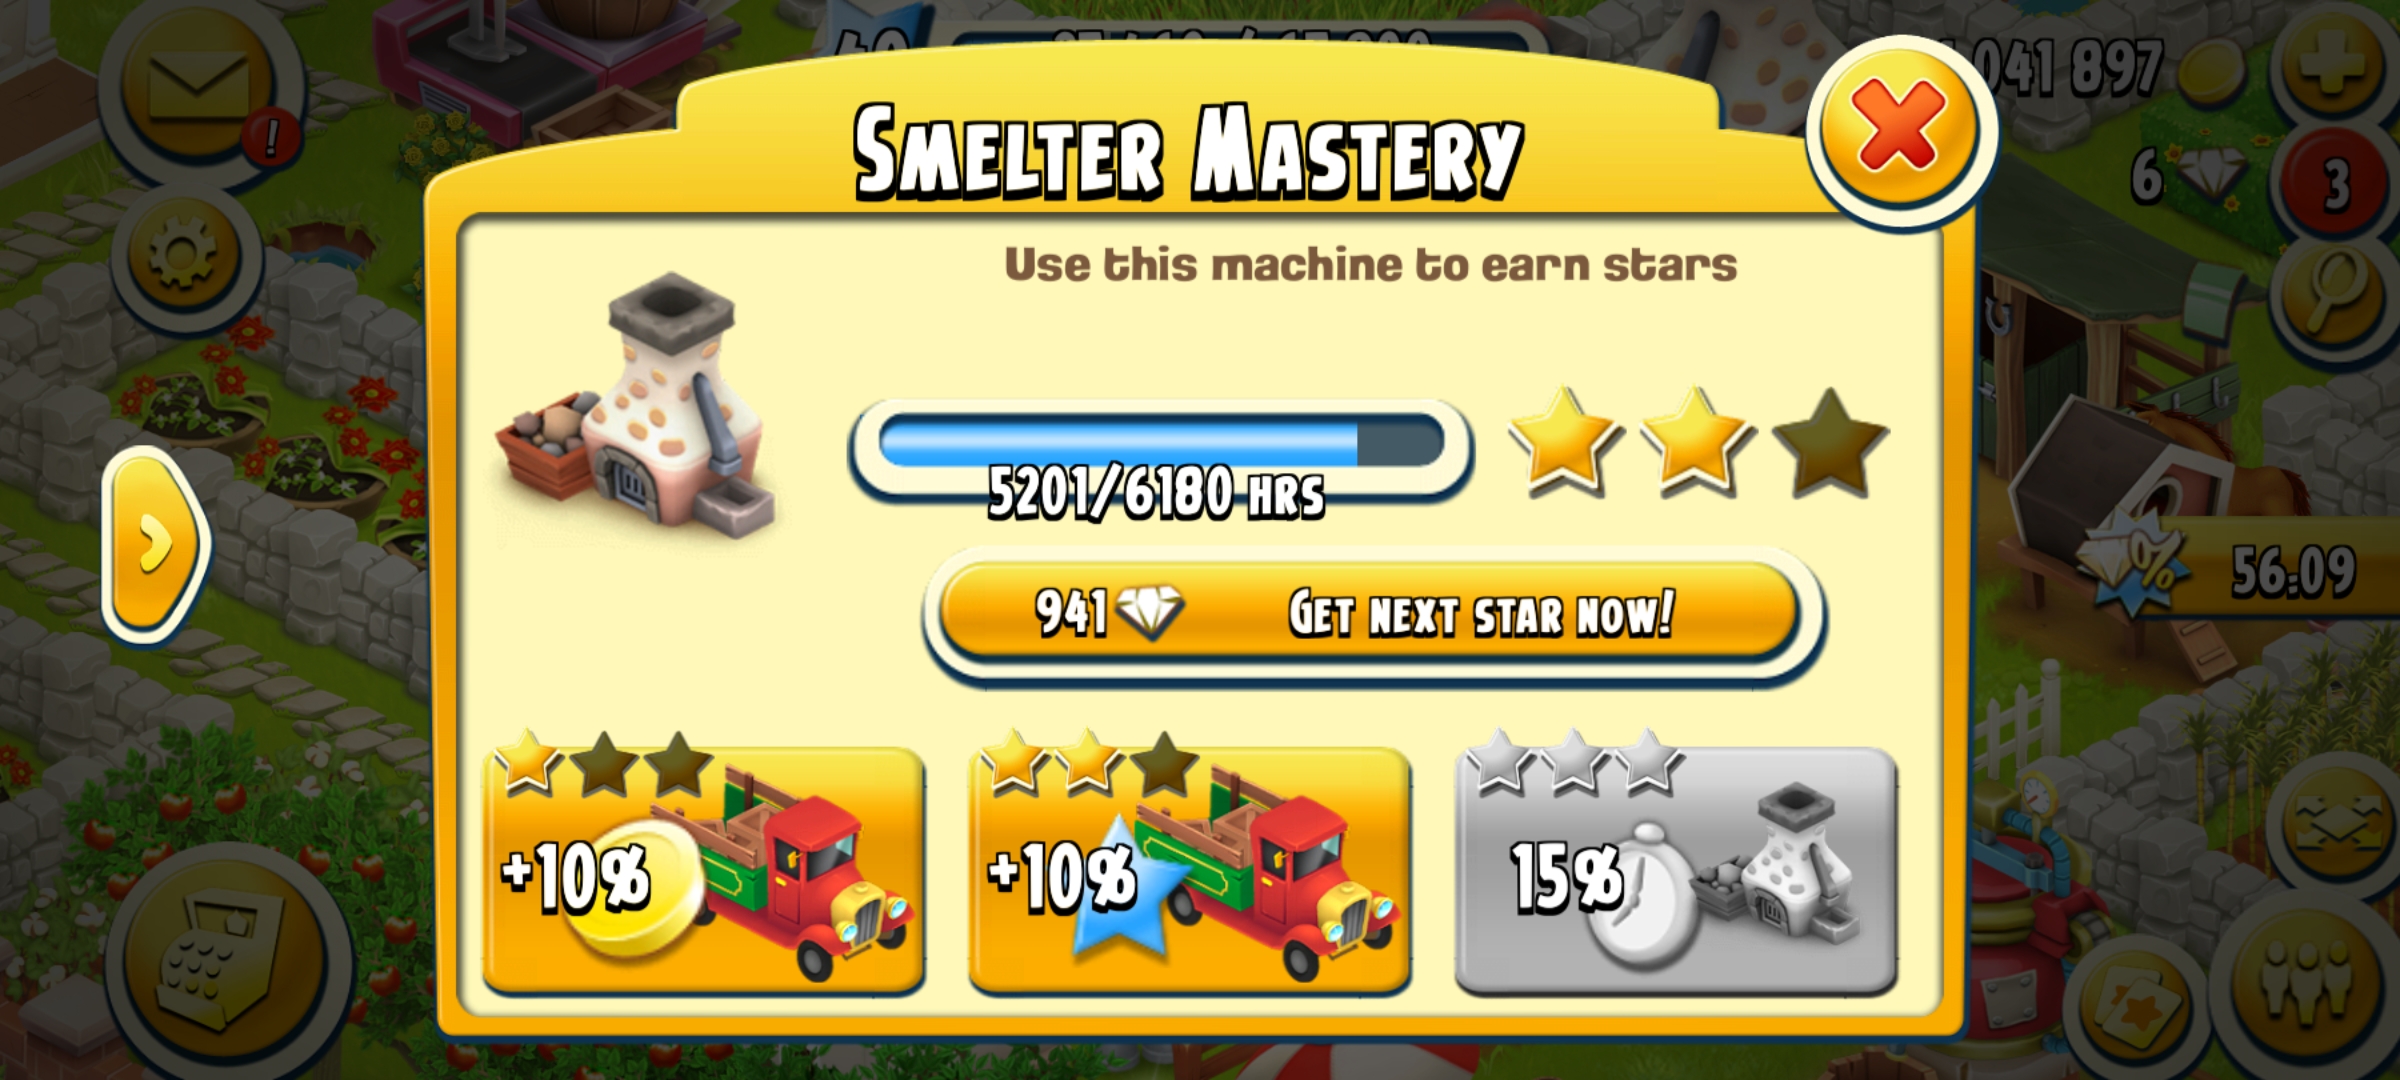 SMELTER MASTERY
041 897
!
6
3
Use this machine to earn stars
5201/6180 HRS
941 GET NEXT STAR NOW!
% 56:09
+10%
+10%
15%